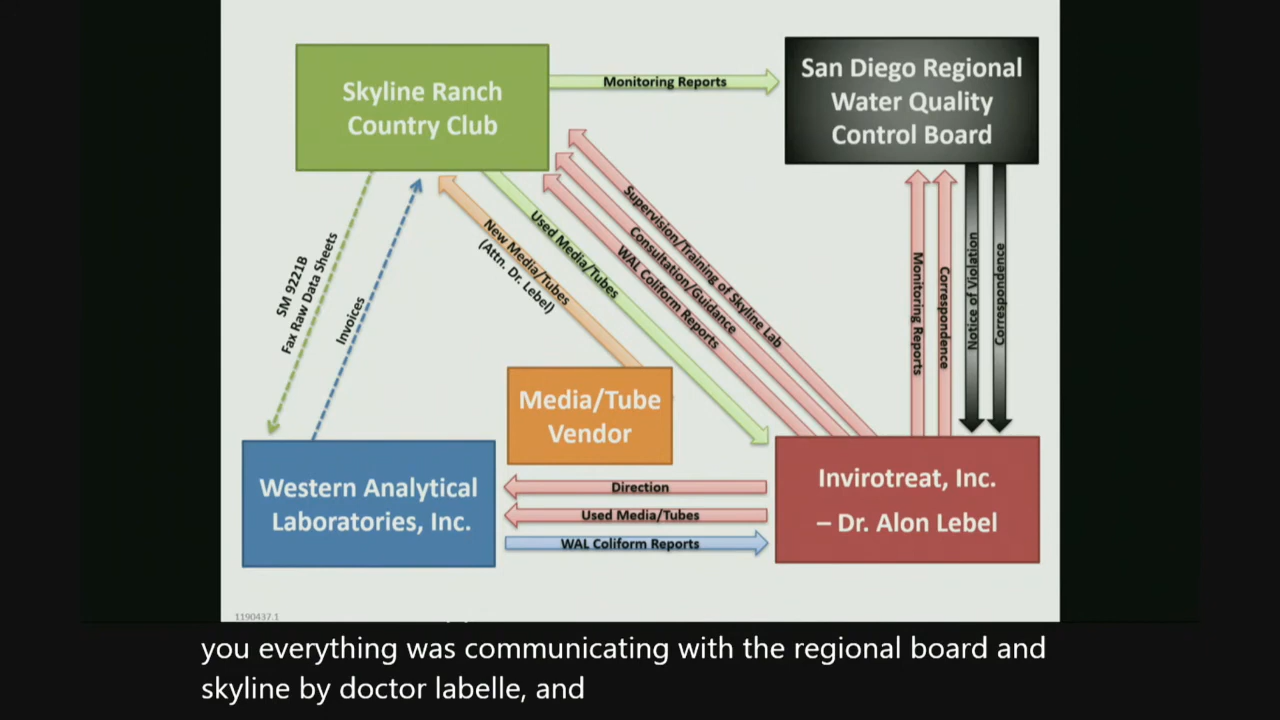 Skyline Ranch
Country Club
Monitoring Reports
San Diego Regional
Water Quality
Control Board
SM 9221B
Fax Raw Data Sheets
Invoices
New Media/Tubes
(Attn. Dr. Lebel)
Used Media/Tubes
WAL Coliform Reports
Consultation/Guidance
Supervision/Training of Skyline Lab
Monitoring Reports
Correspondence
Notice of Violation
Correspondence
Media/Tube
Vendor
Western Analytical
Laboratories, Inc.
Direction
Used Media/Tubes
WAL Coliform Reports
Invirotreat, Inc.
– Dr. Alon Lebel
1190437.1
you everything was communicating with the regional board and
skyline by doctor labelle, and